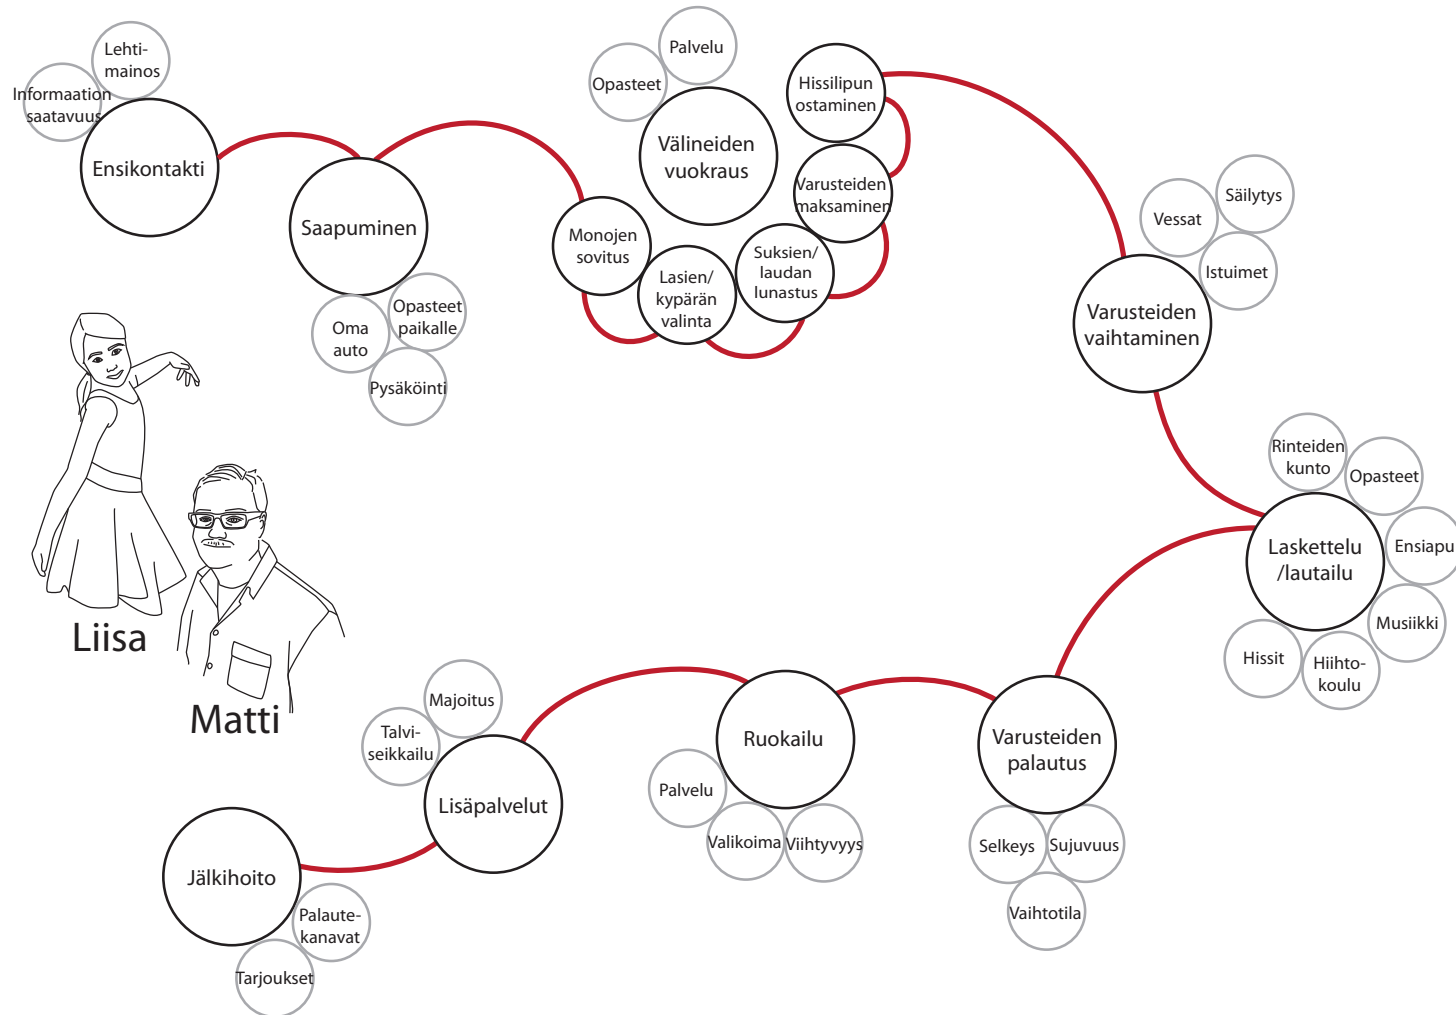 Lehti-
mainos
Informaation
saatavuus
Ensikontakti
Saapuminen
Oma
auto
Opasteet
paikalle
Pysäköinti
Opasteet
Palvelu
Välineiden
vuokraus
Monojen
sovitus
Lasien/
kypärän
valinta
Suksien/
laudan
lunastus
Varusteiden
maksaminen
Hissilipun
ostaminen
Vessat
Säilytys
Istuimet
Varusteiden
vaihtaminen
Rinteiden
kunto
Opasteet
Ensiapu
Musiikki
Hiihto-
koulu
Hissit
Laskettelu
/lautailu
Varusteiden
palautus
Selkeys
Sujuvuus
Vaihtotila
Ruokailu
Palvelu
Valikoima
Viihtyvyys
Majoitus
Talvi-
seikkailu
Lisäpalvelut
Jälkihoito
Palaute-
kanavat
Tarjoukset
Liisa
Matti